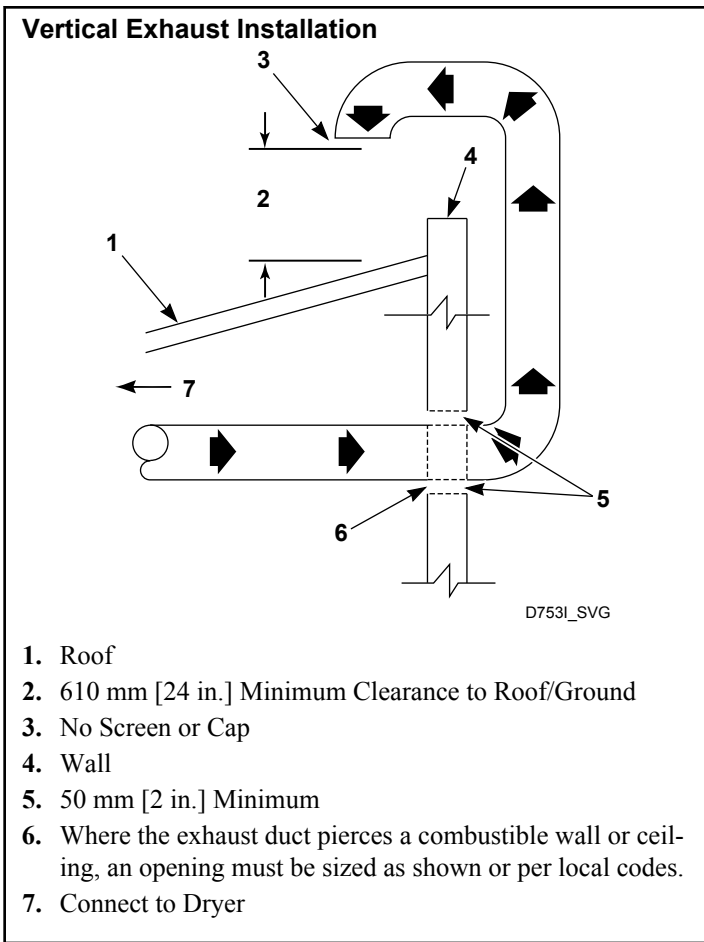 Vertical Exhaust Installation
3
4
2
1
7
5
6
D753I_SVG
1. Roof
2. 610 mm [24 in.] Minimum Clearance to Roof/Ground
3. No Screen or Cap
4. Wall
5. 50 mm [2 in.] Minimum
6. Where the exhaust duct pierces a combustible wall or ceil-
ing, an opening must be sized as shown or per local codes.
7. Connect to Dryer